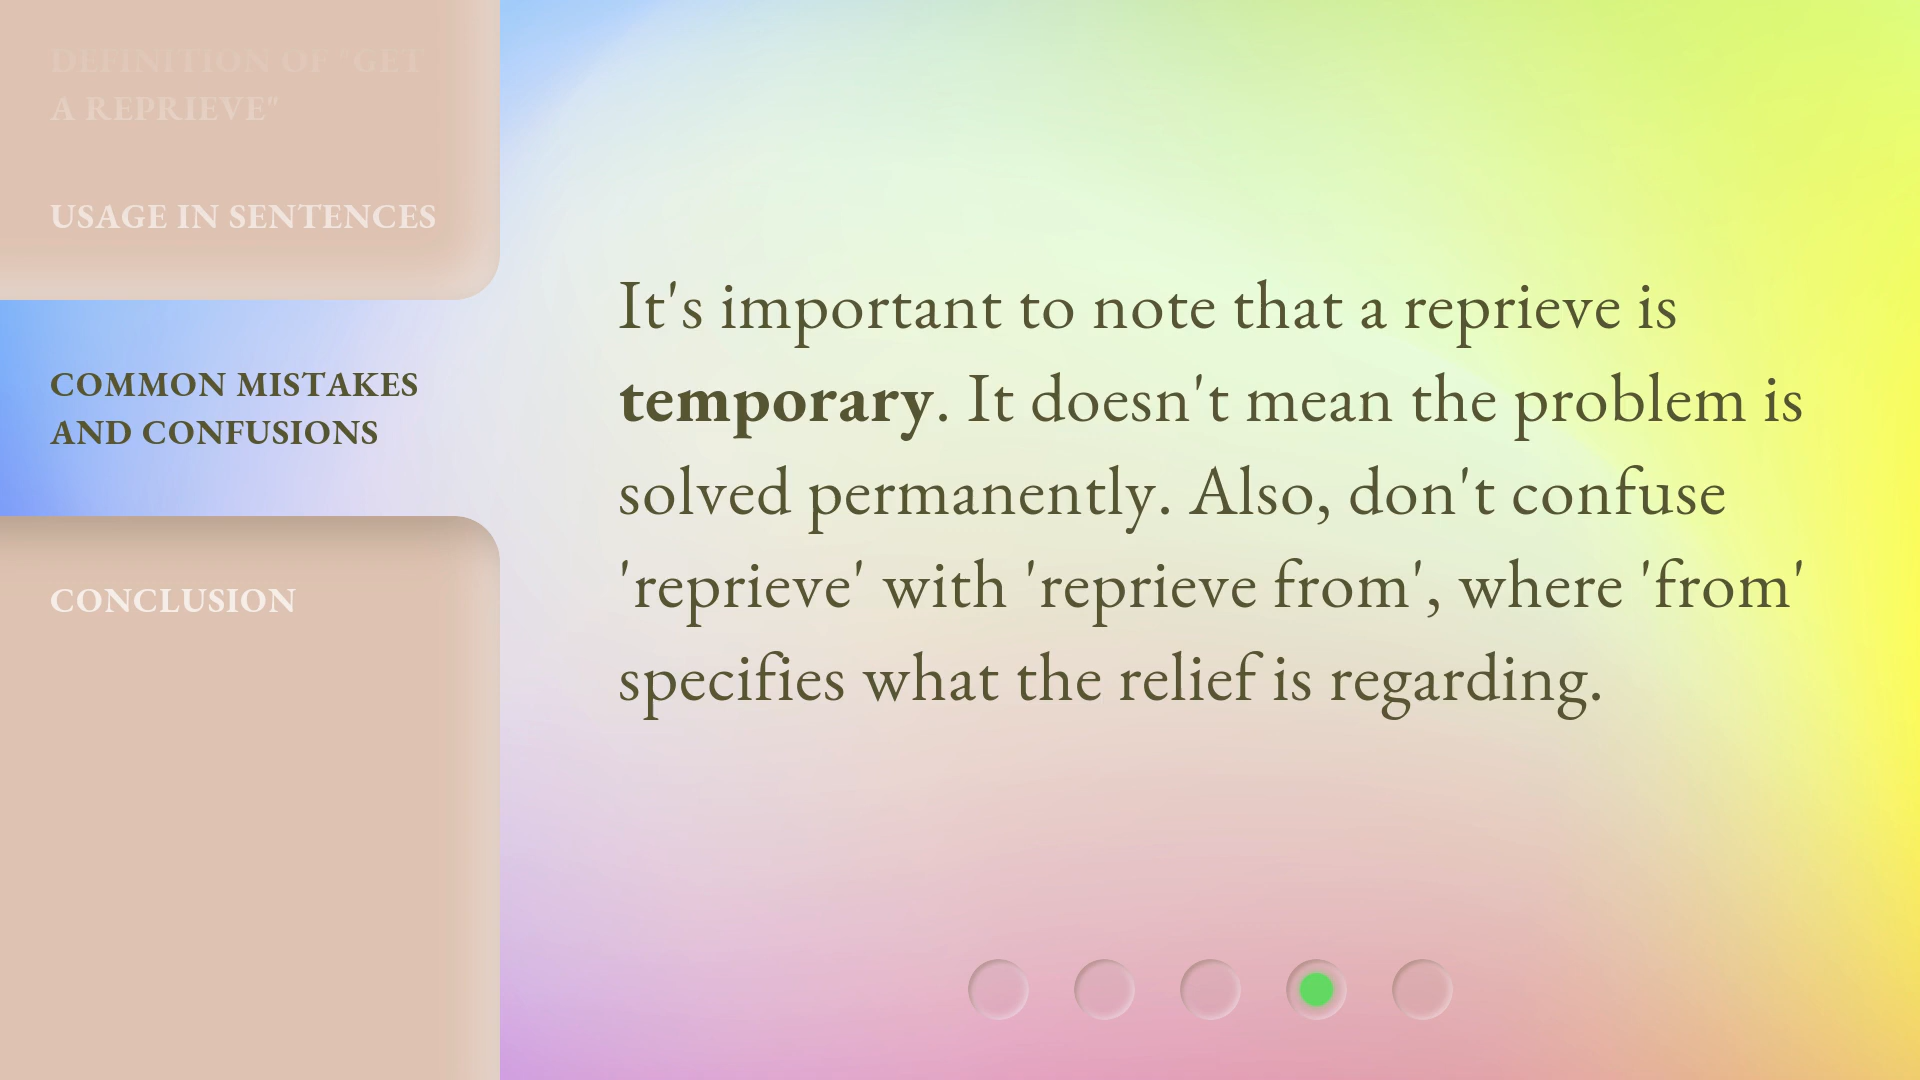 DEFINITION OF "GET
A REPRIEVE"
USAGE IN SENTENCES
COMMON MISTAKES
AND CONFUSIONS
CONCLUSION
It's important to note that a reprieve is
temporary. It doesn't mean the problem is
solved permanently. Also, don't confuse
'reprieve' with 'reprieve from', where 'from'
specifies what the relief is regarding.